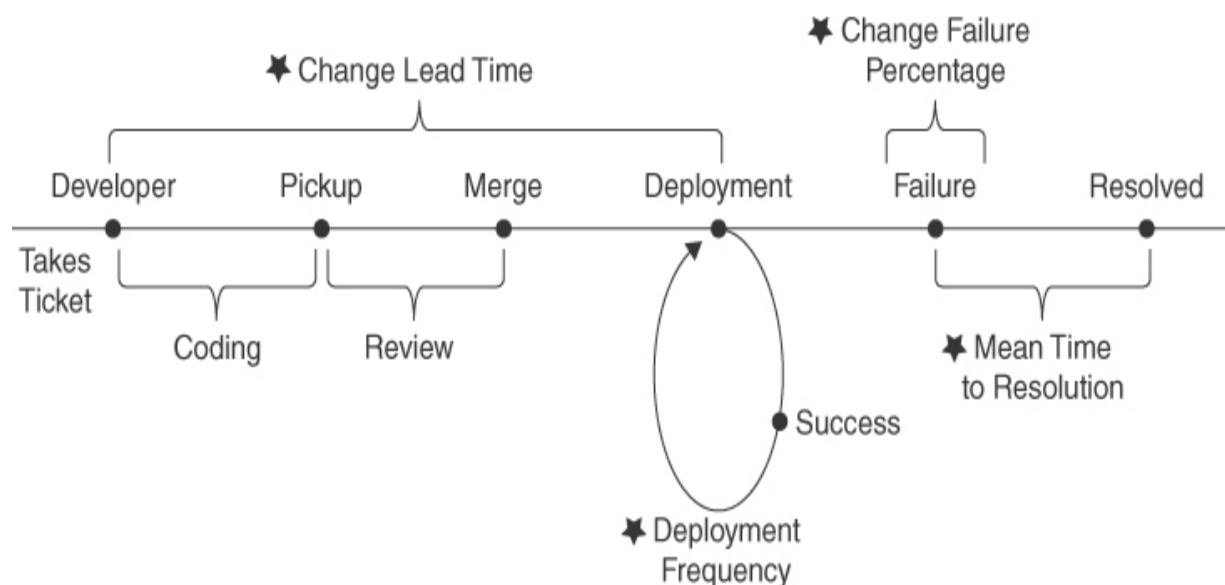 ★ Change Failure
Percentage
★ Change Lead Time
Developer
Pickup
Merge
Deployment
Failure
Resolved
Takes
Ticket
Coding
Review
★ Mean Time
to Resolution
Success
★ Deployment
Frequency